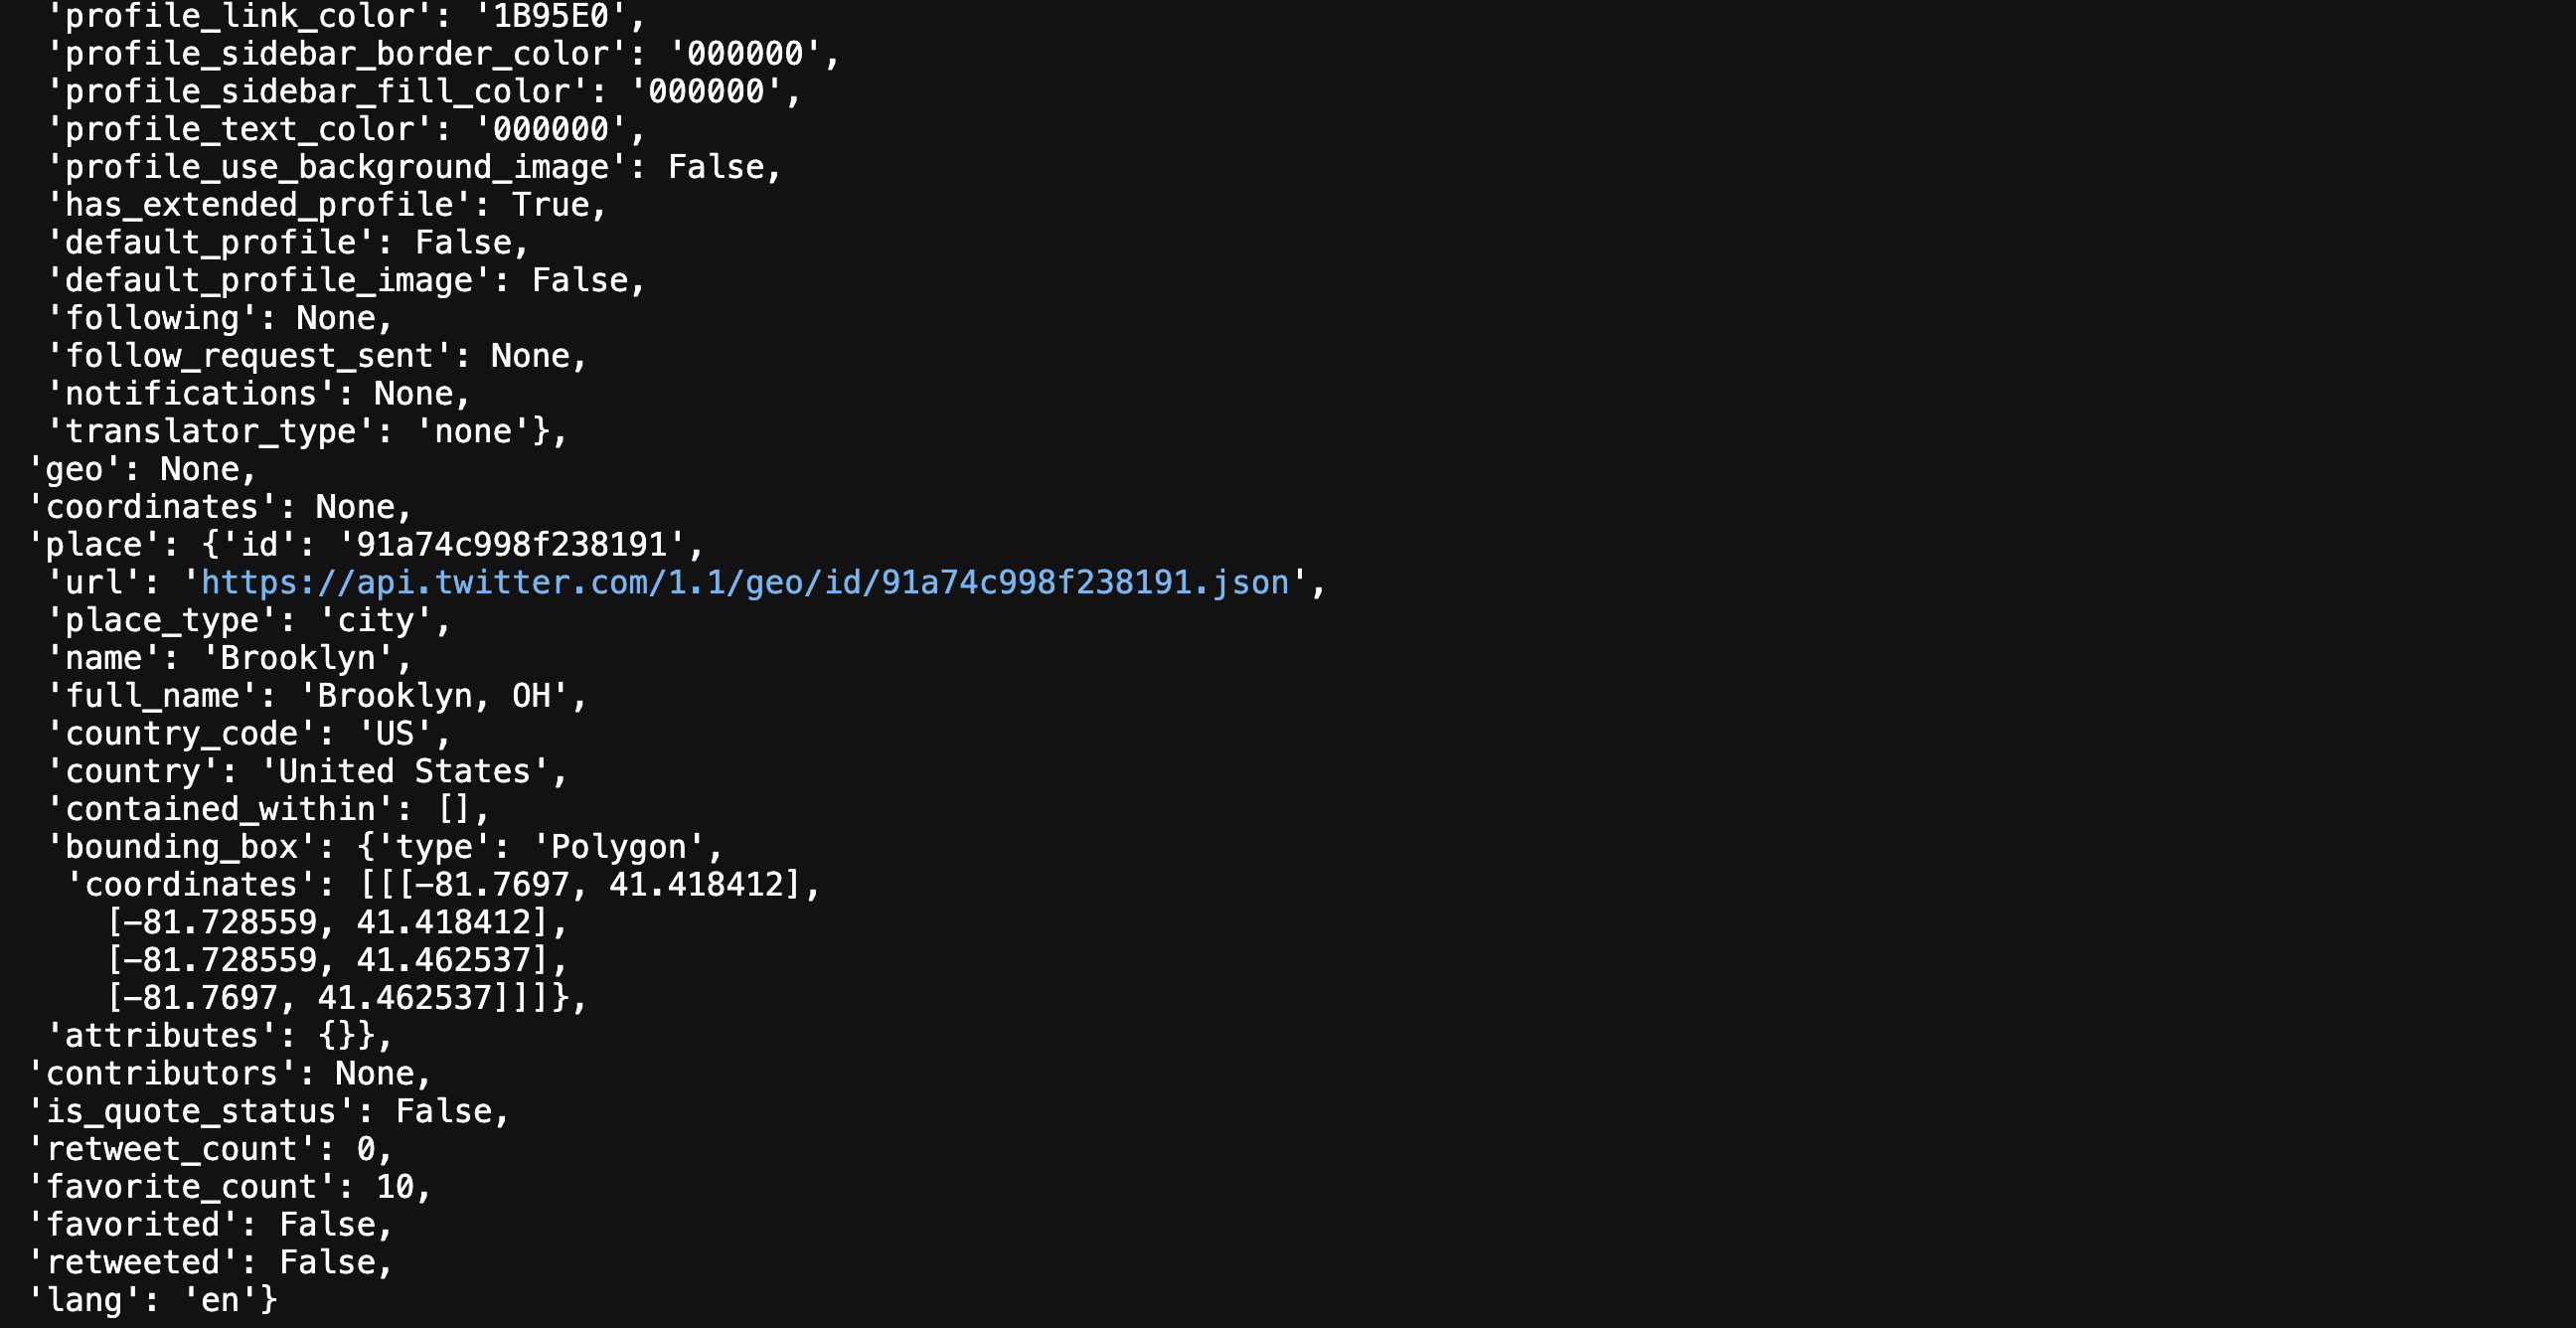 'profile_link_color': '1B95E0',
'profile_sidebar_border_color': '000000',
'profile_sidebar_fill_color': '000000',
'profile_text_color': '000000',
'profile_use_background_image': False,
'has_extended_profile': True,
'default_profile': False,
'default_profile_image': False,
'following': None,
'follow_request_sent': None,
'notifications': None,
'translator_type': 'none'},
'geo': None,
'coordinates': None,
'place': {'id': '91a74c998f238191',
'url': 'https://api.twitter.com/1.1/geo/id/91a74c998f238191.json',
'place_type': 'city',
'name': 'Brooklyn',
'full_name': 'Brooklyn, OH',
'country_code': 'US',
'country': 'United States',
'contained_within': [],
'bounding_box': {'type': 'Polygon',
'coordinates': [[[-81.7697, 41.418412],
[-81.728559, 41.418412],
[-81.728559, 41.462537],
[-81.7697, 41.462537]]]},
'attributes': {}},
'contributors': None,
'is_quote_status': False,
'retweet_count': 0,
'favorite_count': 10,
'favorited': False,
'retweeted': False,
'lang': 'en'}